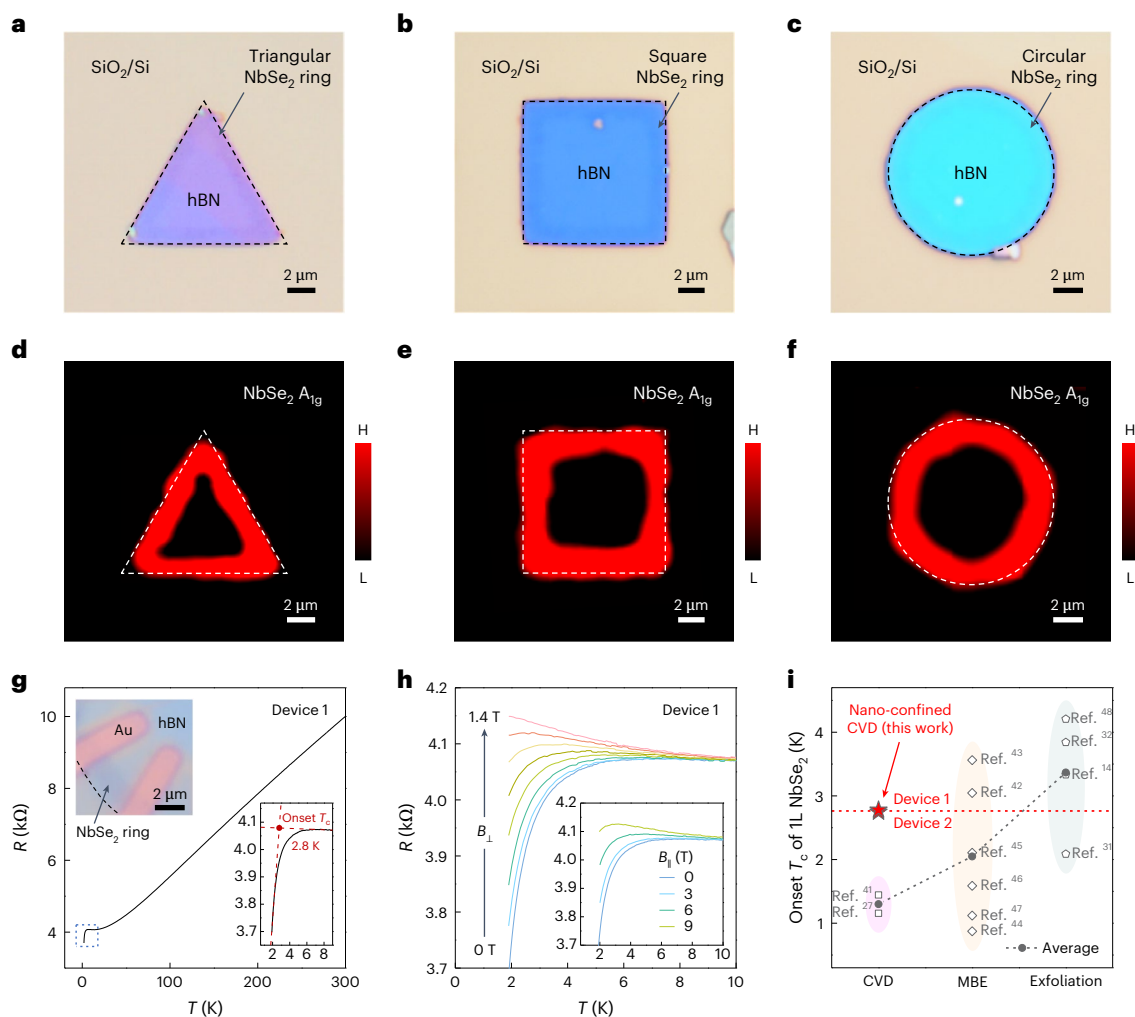 a
SiO2/Si
Triangular
NbSe2 ring
hBN
2 μm
b
SiO2/Si
Square
NbSe2 ring
hBN
2 μm
c
SiO2/Si
Circular
NbSe2 ring
hBN
2 μm
d
NbSe2 A1g
2 μm
H
L
e
NbSe2 A1g
2 μm
H
L
f
NbSe2 A1g
2 μm
H
L
g
Device 1
R (kΩ)
10
8
6
4
0
100
200
300
T (K)
Au
hBN
2 μm
NbSe2 ring
Onset Tc
2.8 K
4.1
4.0
3.9
3.8
3.7
2 4 6 8
h
Device 1
R (kΩ)
4.2
4.1
4.0
3.9
3.8
3.7
0
2
4
6
8
10
T (K)
1.4 T
B⊥
0 T
4.2
4.1
4.0
3.9
3.8
3.7
2
4
6
8
10
B∥ (T)
0
3
6
9
i
Onset Tc of 1L NbSe2 (K)
4
3
2
1
CVD
MBE
Exfoliation
Nano-confined
CVD (this work)
Device 1
Device 2
Ref. 41
Ref. 27
Ref. 43
Ref. 42
Ref. 45
Ref. 46
Ref. 47
Ref. 44
Ref. 48
Ref. 32
Ref. 14
Ref. 31
Average